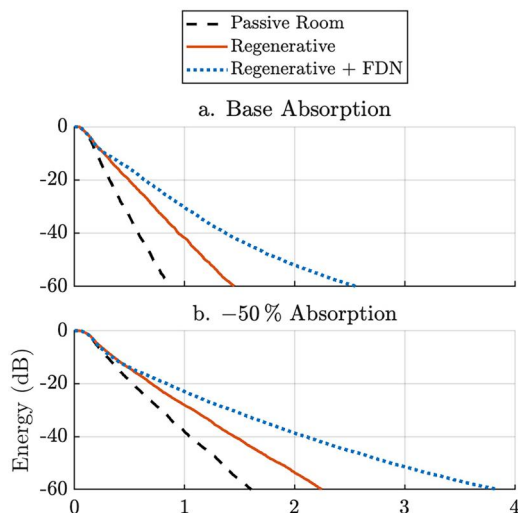 Passive Room
Regenerative
Regenerative + FDN
a. Base Absorption
0
-20
-40
-60
b. −50 % Absorption
0
-20
-40
-60
Energy (dB)
0 1 2 3 4